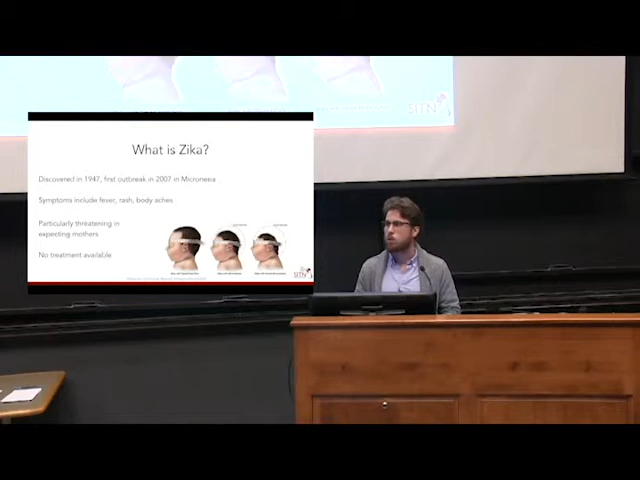 SITN
What is Zika?
Discovered in 1947, first outbreak in 2007 in Micronesia
Symptoms include fever, rash, body aches
Particularly threatening in
expecting mothers
No treatment available
SITN